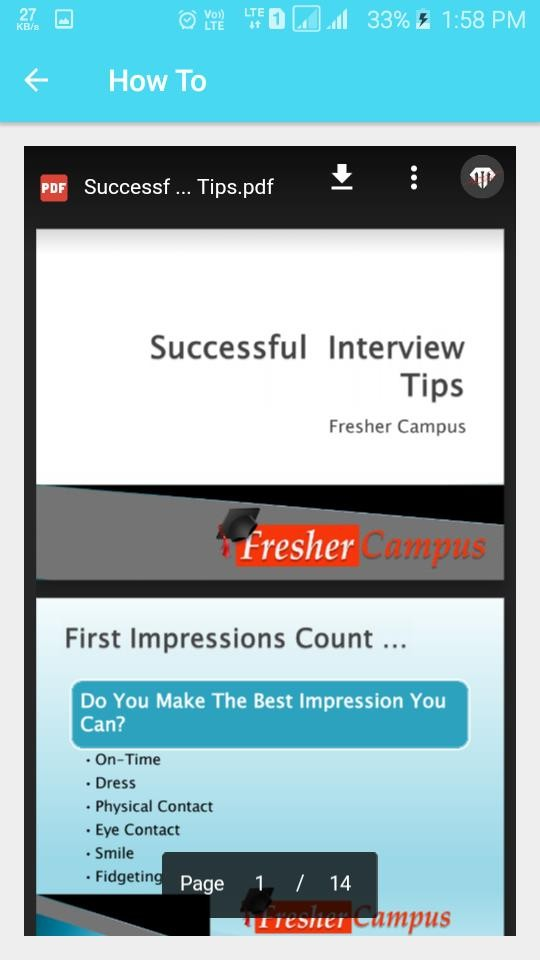 27
KB/s
Vo))
LTE
LTE
1
33%
1:58 PM
How To
PDF
Successf ... Tips.pdf
Successful Interview
Tips
Fresher Campus
Fresher Campus
First Impressions Count ...
Do You Make The Best Impression You
Can?
• On-Time
• Dress
• Physical Contact
• Eye Contact
• Smile
• Fidgeting
Page 1 / 14
Fresher Campus